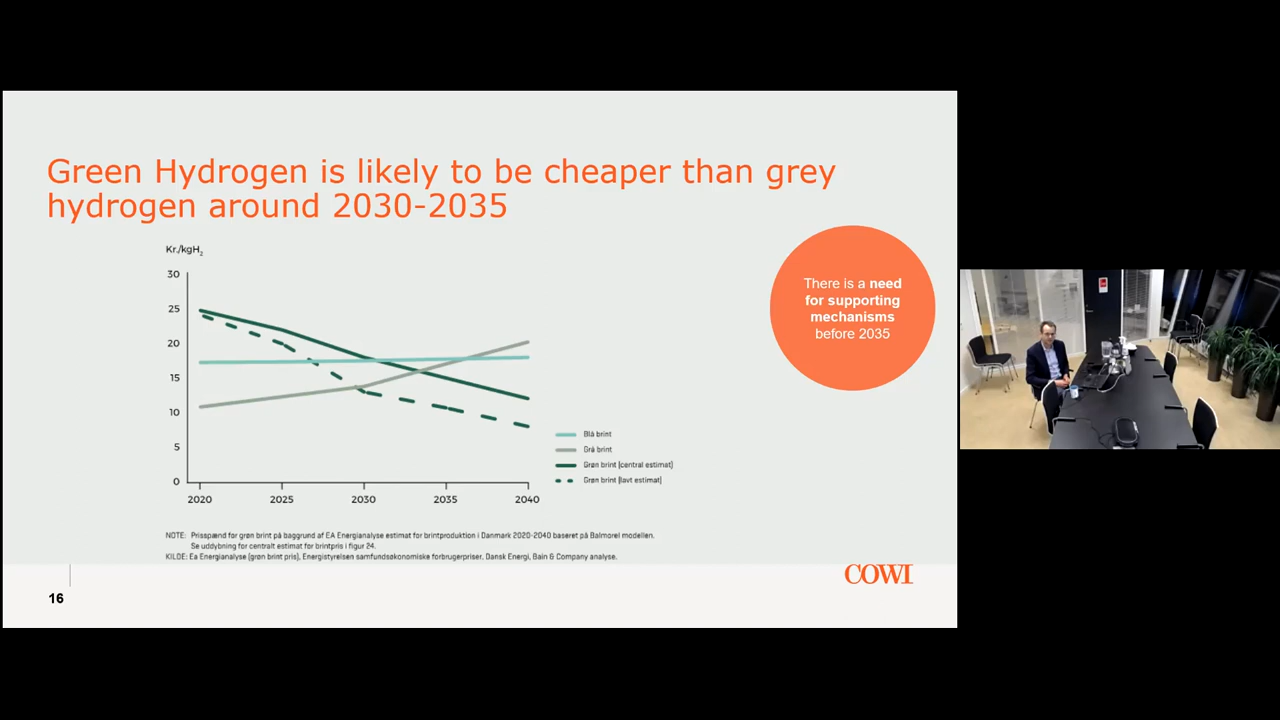 Green Hydrogen is likely to be cheaper than grey
hydrogen around 2030-2035
Kr./kgH2
30
25
20
15
10
5
0
2020 2025 2030 2035 2040
Blå brint
Grå brint
Grøn brint (central estimat)
Grøn brint (lavt estimat)
There is a need
for supporting
mechanisms
before 2035
NOTE: Prisspænd for grøn brint på baggrund af EA Energianalyse estimat for brintproduktion i Danmark 2020-2040 baseret på Balmorel modellen.
Se uddybning for centralt estimat for brintpris i figur 24.
KILDE: Ea Energianalyse (grøn brint pris), Energistyrelsen samfundsøkonomiske forbrugerpriser, Dansk Energi, Bain & Company analyse.
COWI
16